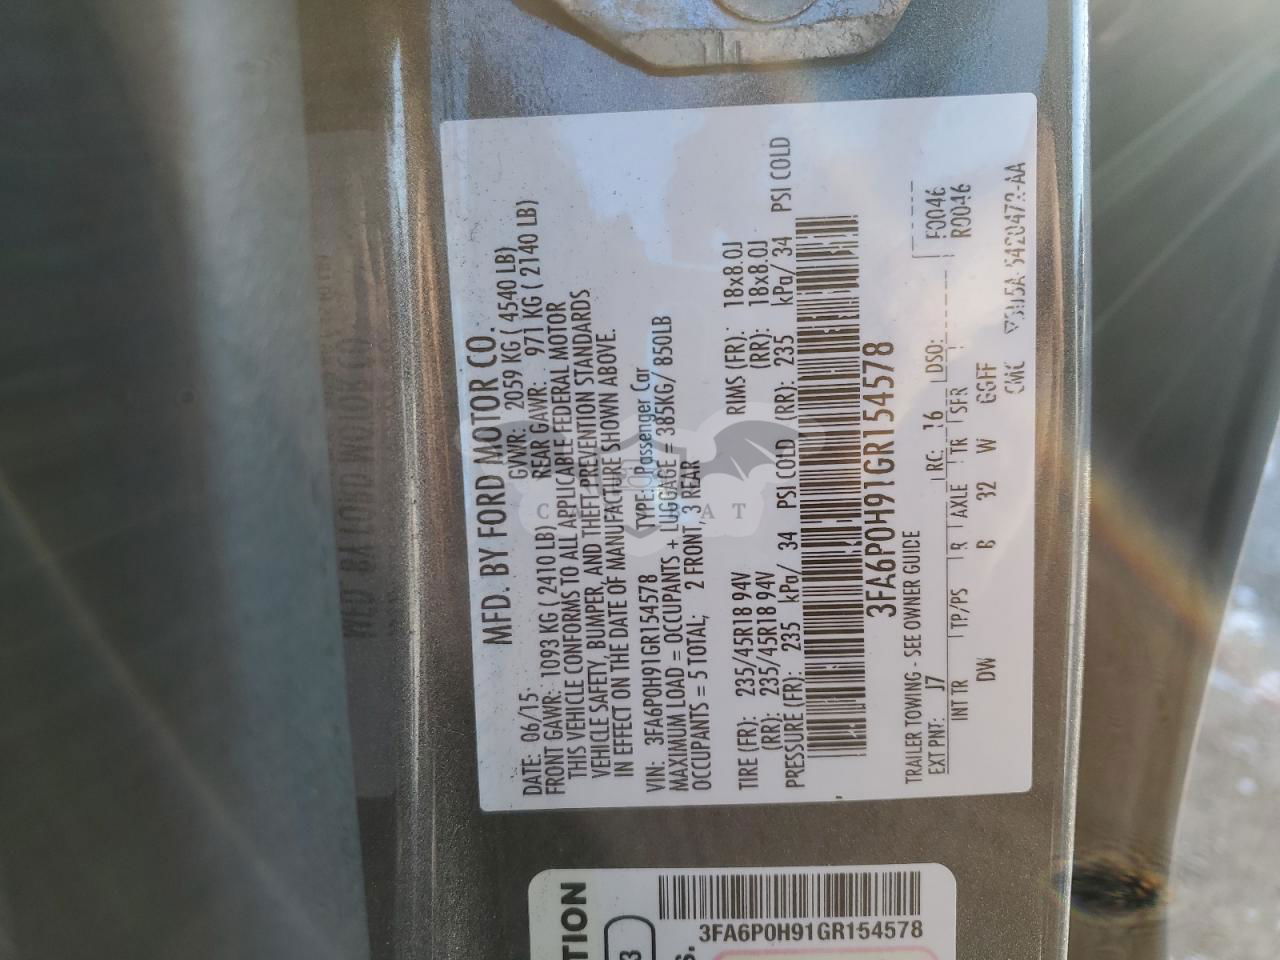 MFD. BY FORD MOTOR CO.
DATE: 06/15 GVWR: 2059 KG ( 4540 LB)
FRONT GAWR: 1093 KG ( 2410 LB) REAR GAWR: 971 KG ( 2140 LB)
THIS VEHICLE CONFORMS TO ALL APPLICABLE FEDERAL MOTOR
VEHICLE SAFETY, BUMPER, AND THEFT PREVENTION STANDARDS
IN EFFECT ON THE DATE OF MANUFACTURE SHOWN ABOVE.
VIN: 3FA6P0H91GR154578 TYPE: Passenger Car
MAXIMUM LOAD = OCCUPANTS + LUGGAGE = 385KG/ 850LB
OCCUPANTS = 5 TOTAL; 2 FRONT, 3 REAR
TIRE (FR): 235/45R18 94V RIMS (FR): 18x8.0J
(RR): 235/45R18 94V (RR): 18x8.0J
PRESSURE (FR): 235 kPa/ 34 PSI COLD (RR): 235 kPa/ 34 PSI COLD
3FA6P0H91GR154578
TRAILER TOWING - SEE OWNER GUIDE
EXT PNT: J7 RC: 16 DSO: F0046
R0046
INT TR TP/PS R AXLE TR SFR
DW B 32 W GGFF
CMC
TION
3FA6P0H91GR154578